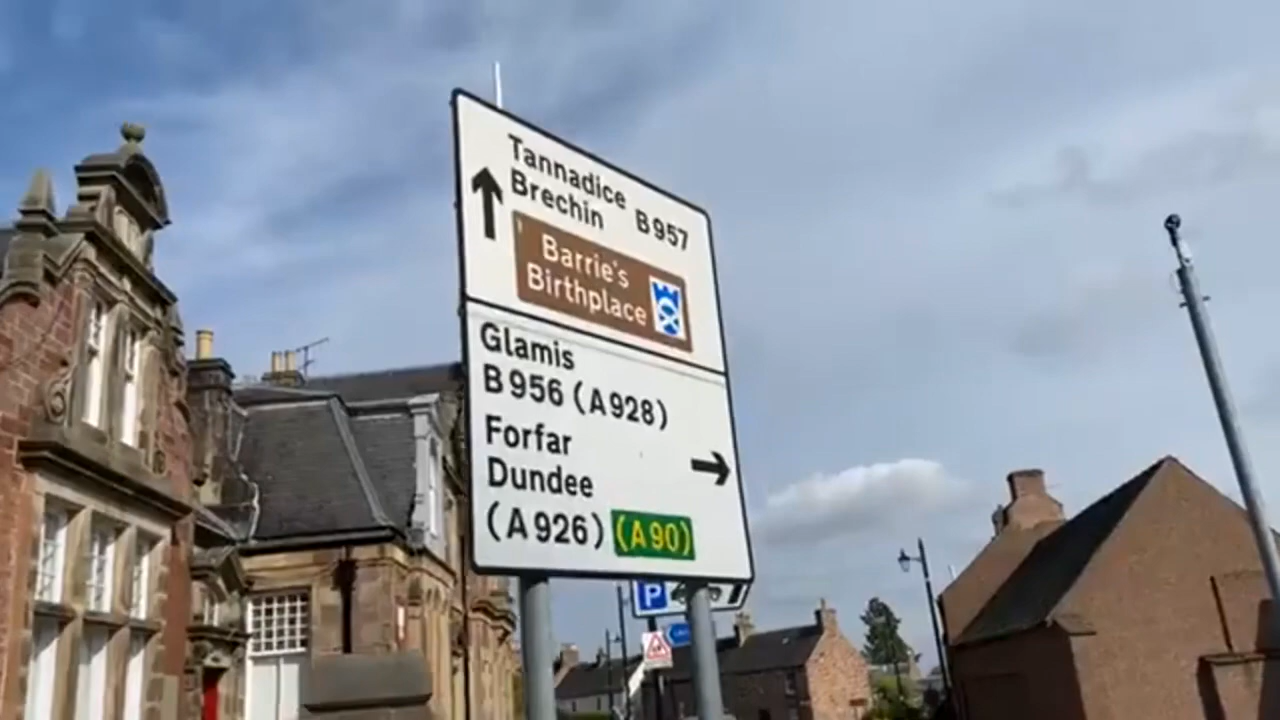 Tannadice
Brechin B957
Barrie's
Birthplace
Glamis
B956 (A928)
Forfar
Dundee
(A926) (A90)
P